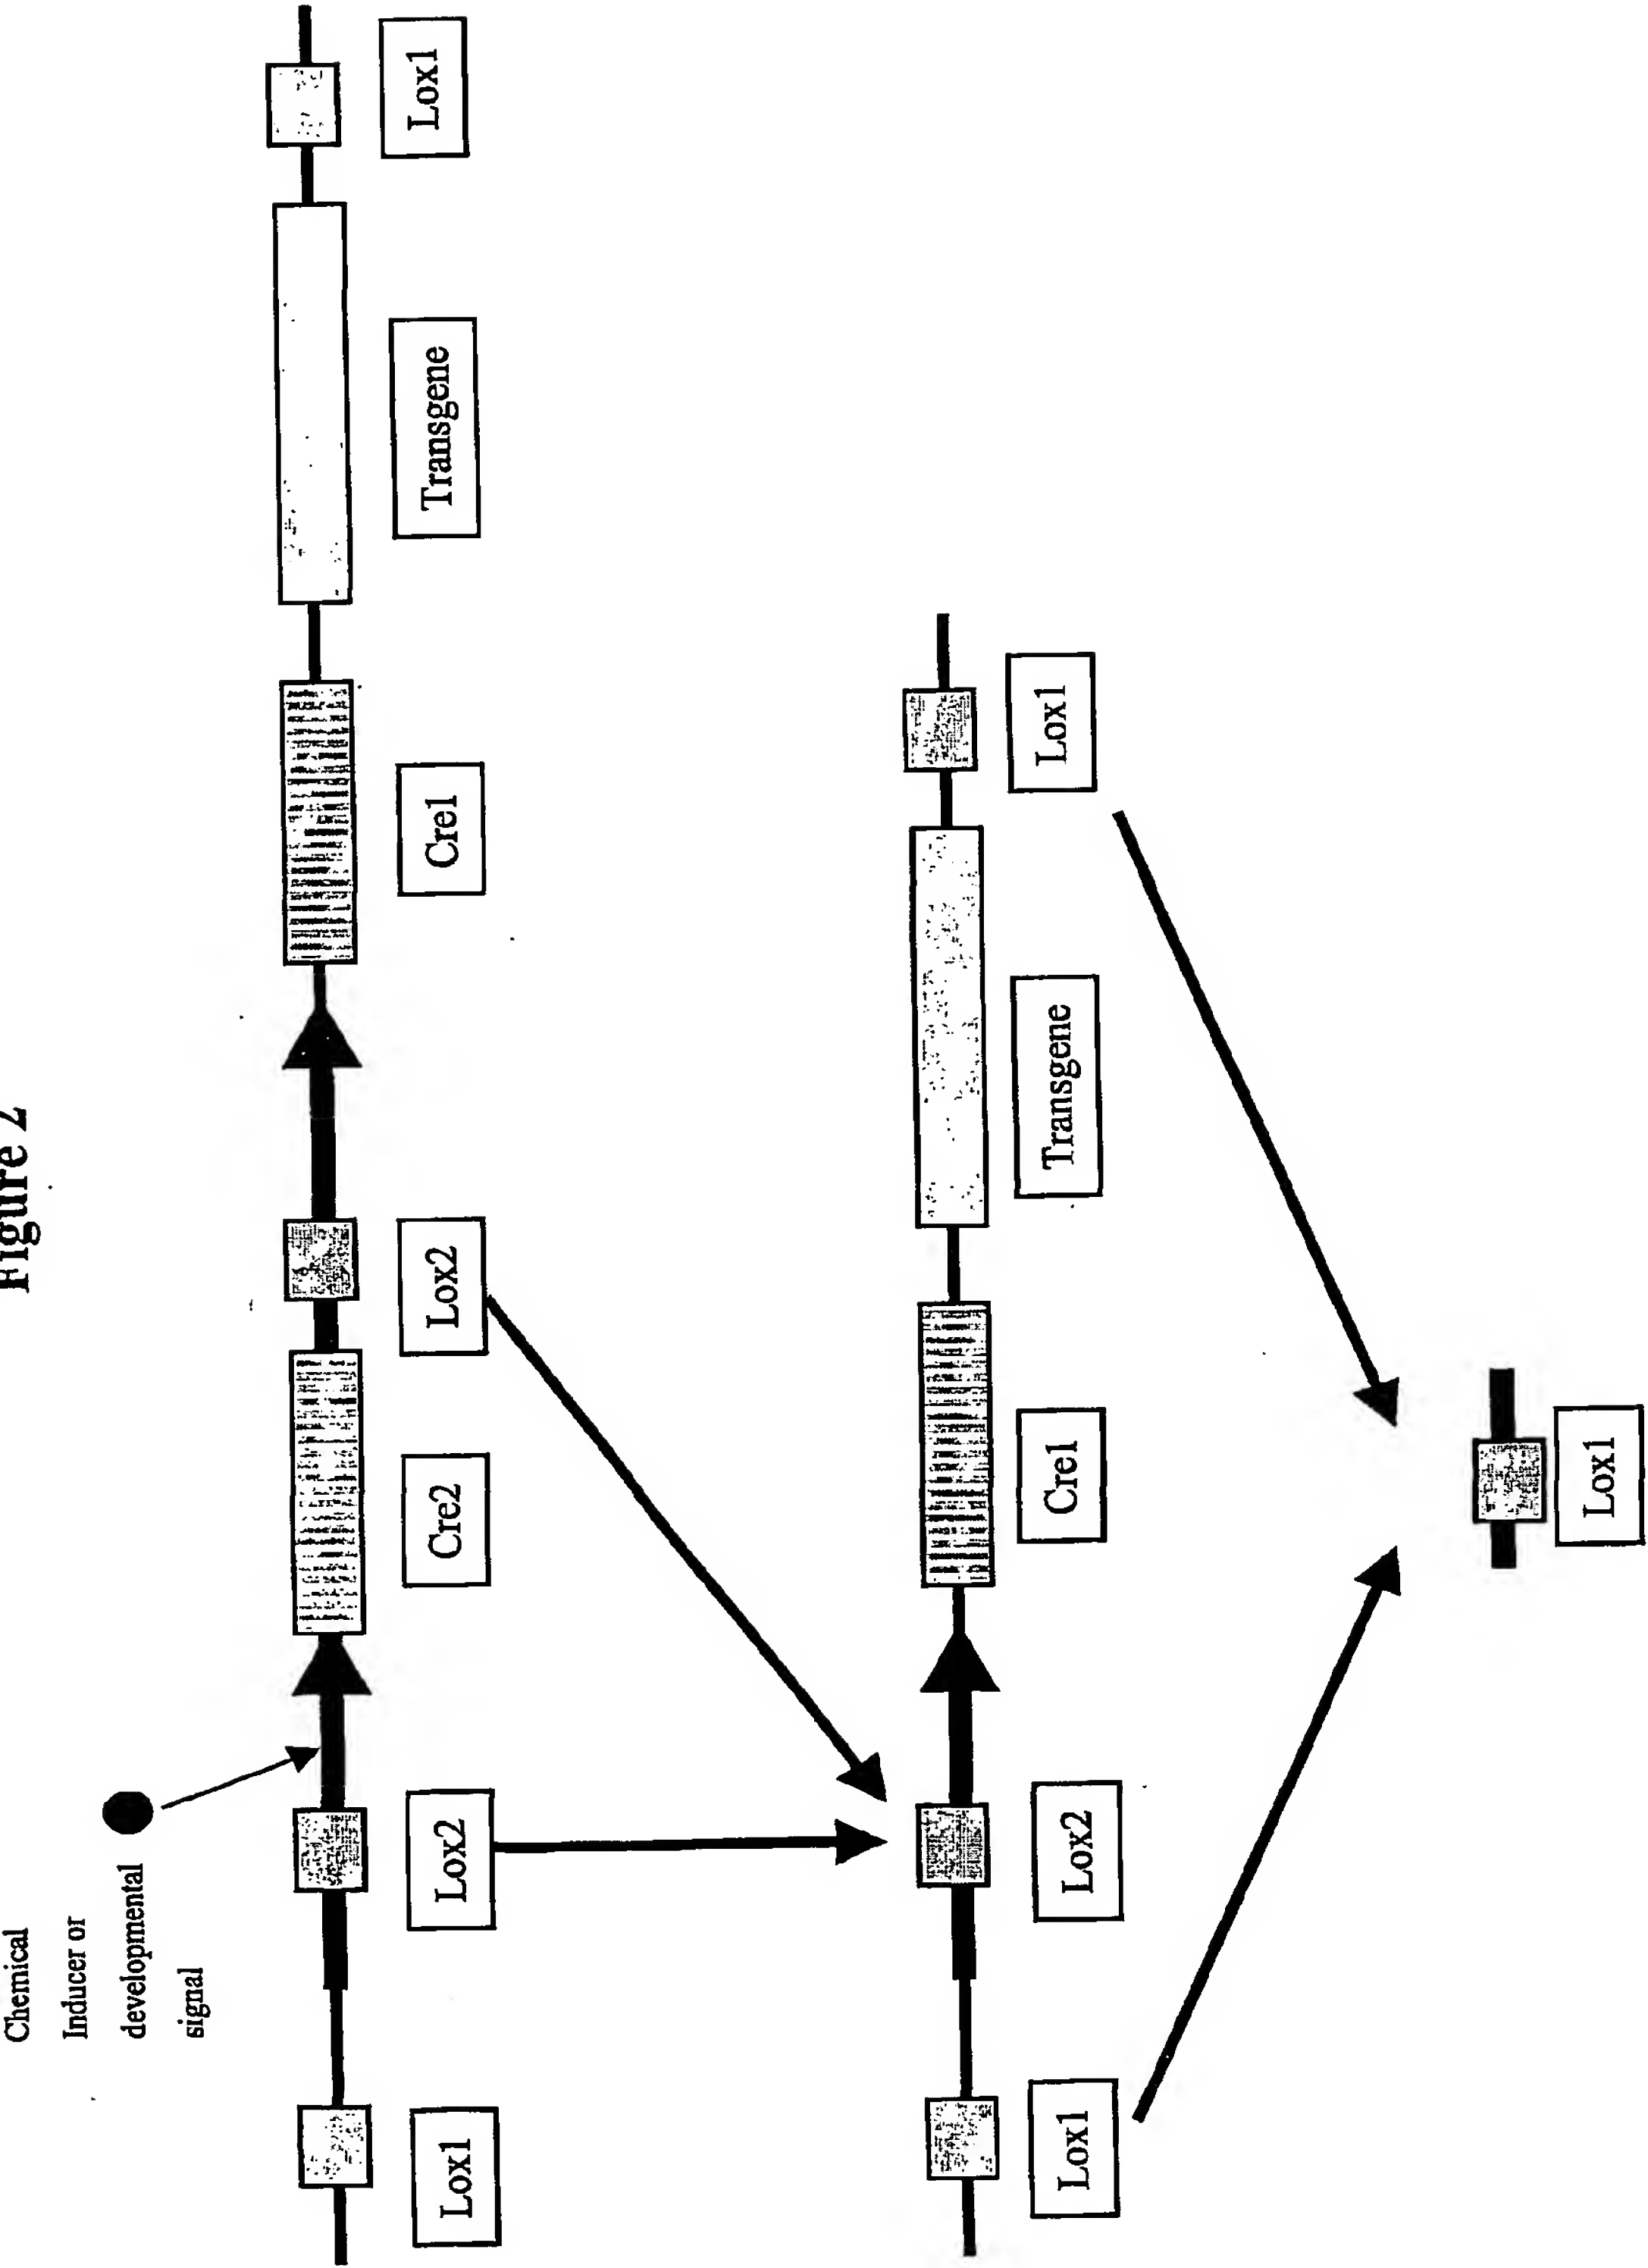 Figure 2
Chemical
Inducer or
developmental
signal
Lox1
Lox2
Cre2
Lox2
Cre1
Transgene
Lox1
Lox1
Lox2
Cre1
Transgene
Lox1
Lox1